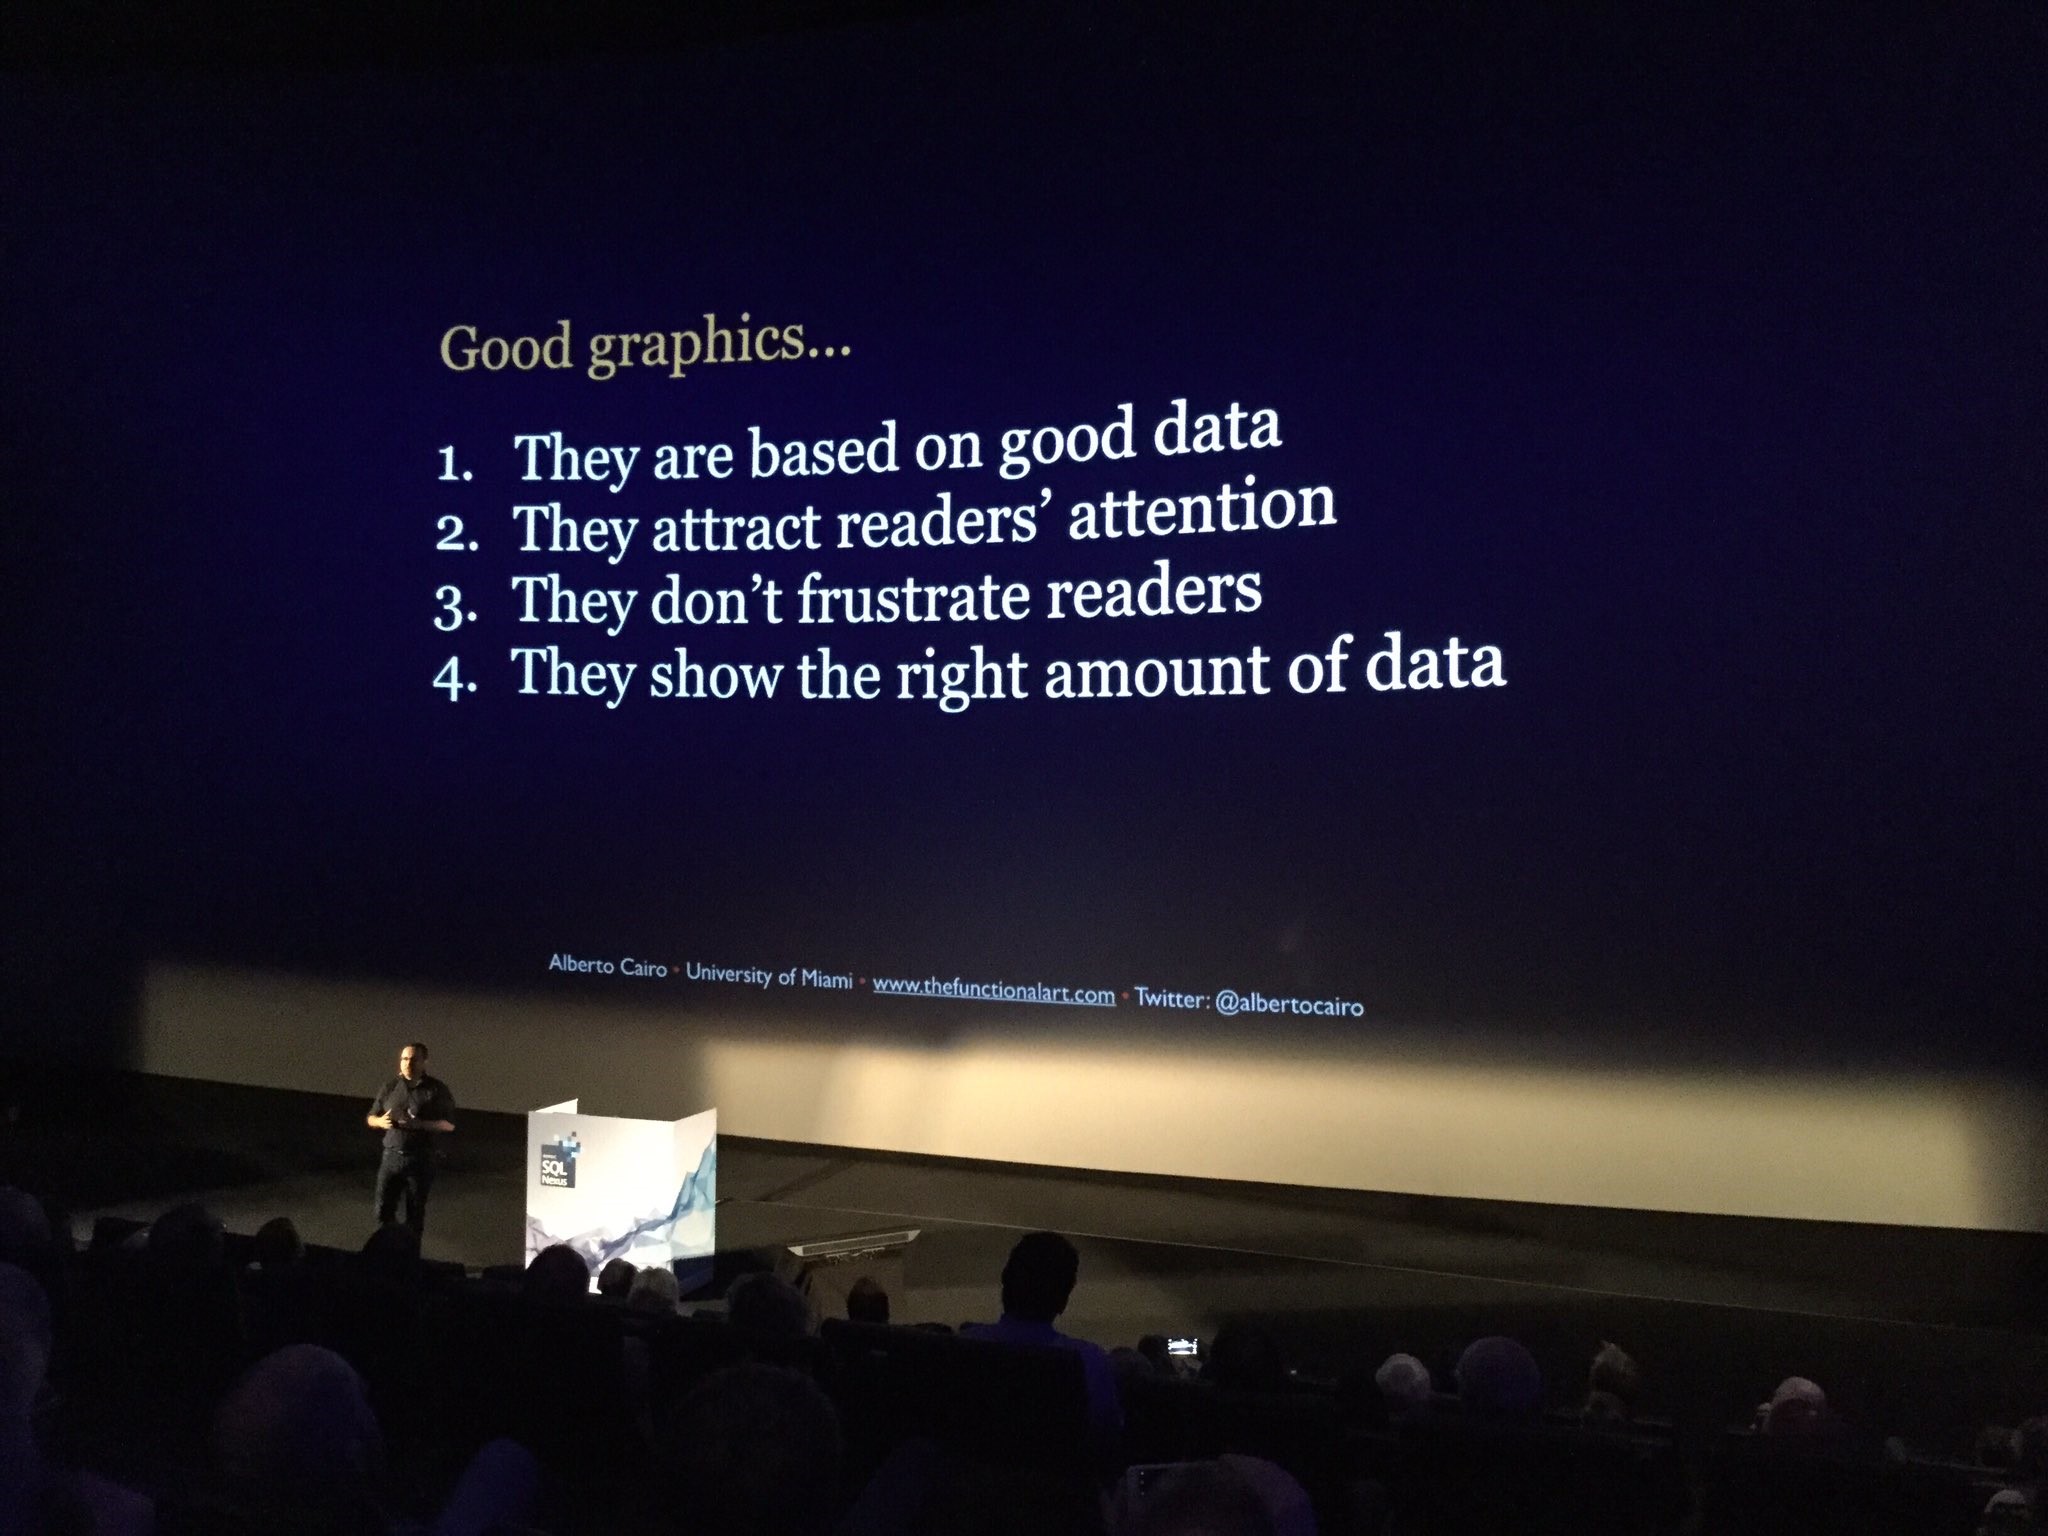 Good graphics...
1. They are based on good data
2. They attract readers’ attention
3. They don’t frustrate readers
4. They show the right amount of data
Alberto Cairo • University of Miami • www.thefunctionalart.com • Twitter: @albertocairo
SQL
Nexus